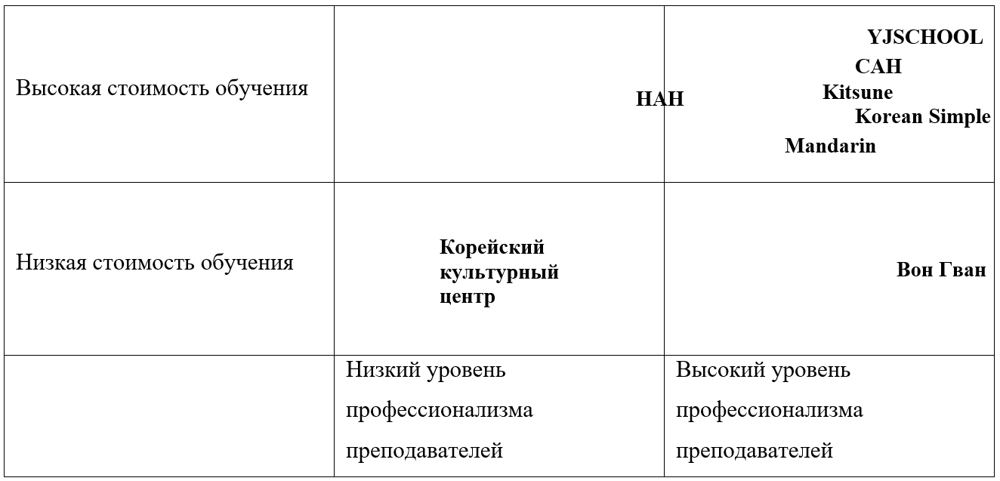 Высокая стоимость обучения
HAH
YJSCHOOL
CAH
Kitsune
Korean Simple
Mandarin
Низкая стоимость обучения
Корейский
культурный
центр
Вон Гван
Низкий уровень
профессионализма
преподавателей
Высокий уровень
профессионализма
преподавателей